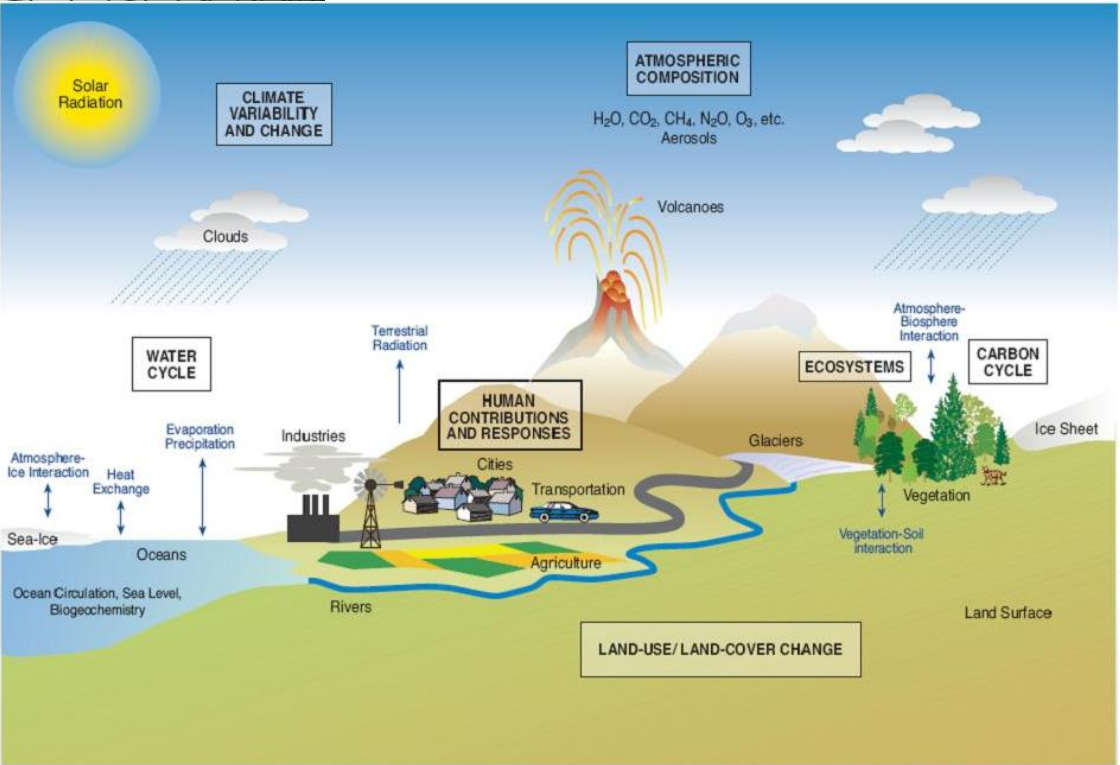 Solar
Radiation
CLIMATE
VARIABILITY
AND CHANGE
ATMOSPHERIC
COMPOSITION
H₂O, CO₂, CH₄, N₂O, O₃, etc.
Aerosols
Volcanoes
Clouds
Atmosphere-
Biosphere
Interaction
Terrestrial
Radiation
WATER
CYCLE
ECOSYSTEMS
CARBON
CYCLE
HUMAN
CONTRIBUTIONS
AND RESPONSES
Ice Sheet
Evaporation
Precipitation
Industries
Glaciers
Atmosphere-
Ice Interaction
Heat
Exchange
Cities
Transportation
Vegetation
Sea-Ice
Oceans
Vegetation-Soil
interaction
Agriculture
Ocean Circulation, Sea Level,
Biogeochemistry
Rivers
Land Surface
LAND-USE/ LAND-COVER CHANGE